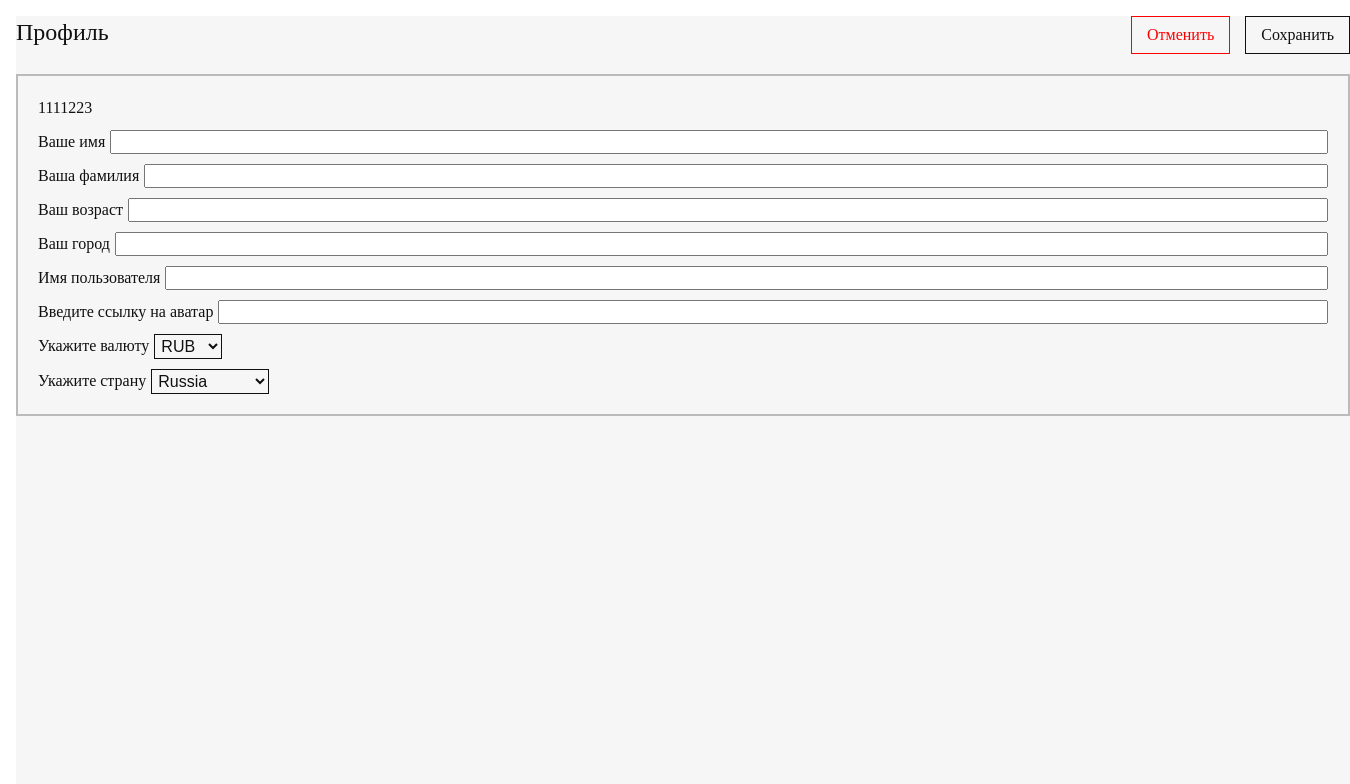 Профиль
Отменить
Сохранить
1111223
Ваше имя
Ваша фамилия
Ваш возраст
Ваш город
Имя пользователя
Введите ссылку на аватар
Укажите валюту RUB
Укажите страну Russia